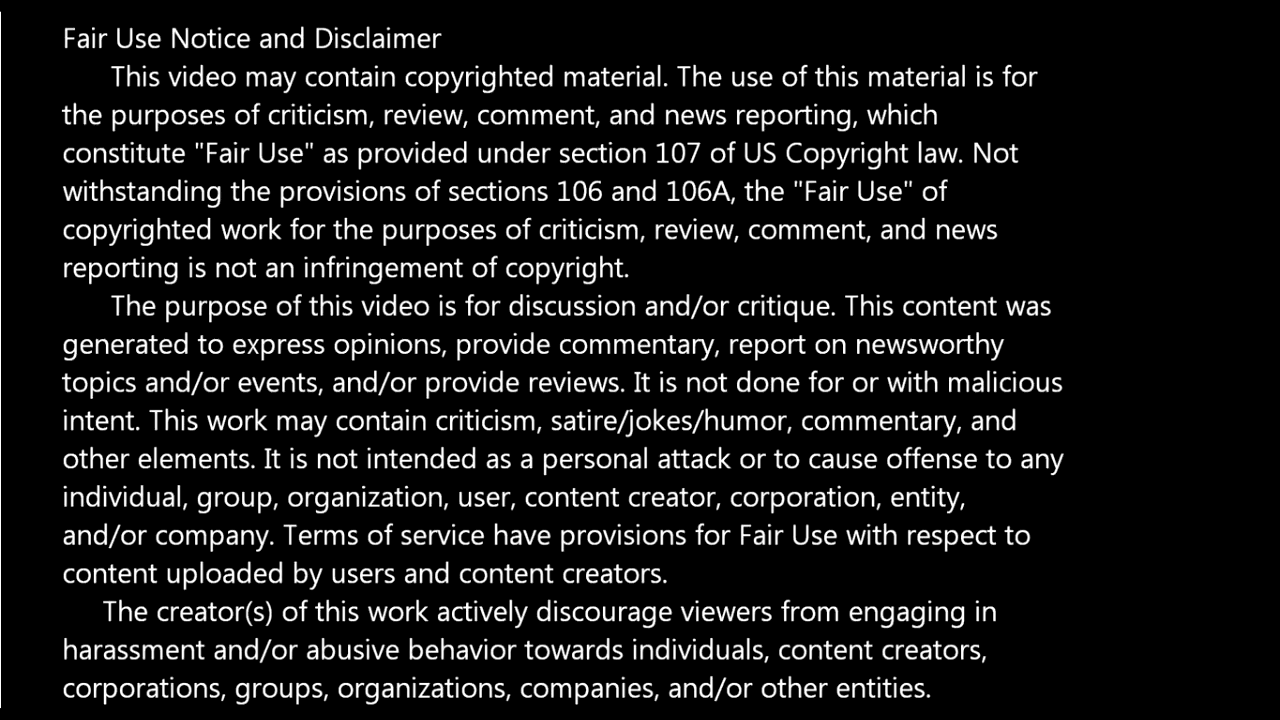 Fair Use Notice and Disclaimer
This video may contain copyrighted material. The use of this material is for
the purposes of criticism, review, comment, and news reporting, which
constitute "Fair Use" as provided under section 107 of US Copyright law. Not
withstanding the provisions of sections 106 and 106A, the "Fair Use" of
copyrighted work for the purposes of criticism, review, comment, and news
reporting is not an infringement of copyright.
The purpose of this video is for discussion and/or critique. This content was
generated to express opinions, provide commentary, report on newsworthy
topics and/or events, and/or provide reviews. It is not done for or with malicious
intent. This work may contain criticism, satire/jokes/humor, commentary, and
other elements. It is not intended as a personal attack or to cause offense to any
individual, group, organization, user, content creator, corporation, entity,
and/or company. Terms of service have provisions for Fair Use with respect to
content uploaded by users and content creators.
The creator(s) of this work actively discourage viewers from engaging in
harassment and/or abusive behavior towards individuals, content creators,
corporations, groups, organizations, companies, and/or other entities.